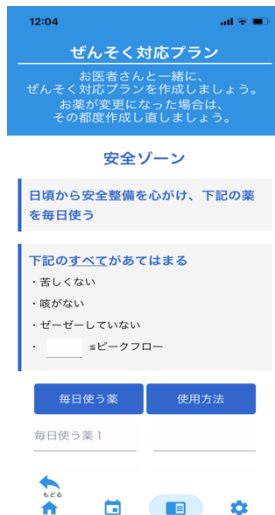 12:04
ぜんそく対応プラン
お医者さんと一緒に、
ぜんそく対応プランを作成しましょう。
お薬が変更になった場合は、
その都度作成し直しましょう。
安全ゾーン
日頃から安全整備を心がけ、下記の薬
を毎日使う
下記のすべてがあてはまる
・苦しくない
・咳がない
・ゼーゼーしていない
・ ≦ピークフロー
毎日使う薬 使用方法
毎日使う薬1
もどる